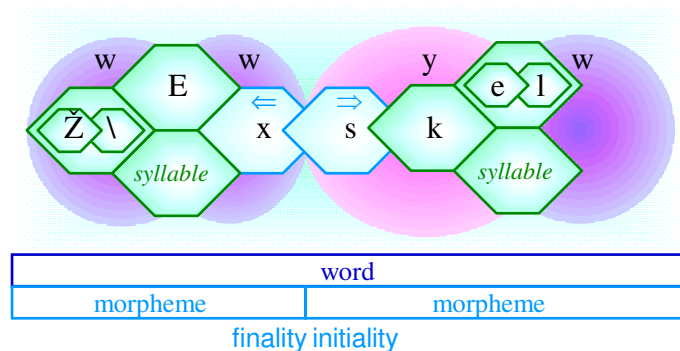 w w y w
E e l
⇐ ⇒
Ž \ x s k
syllable syllable
word
morpheme morpheme
finality initiality